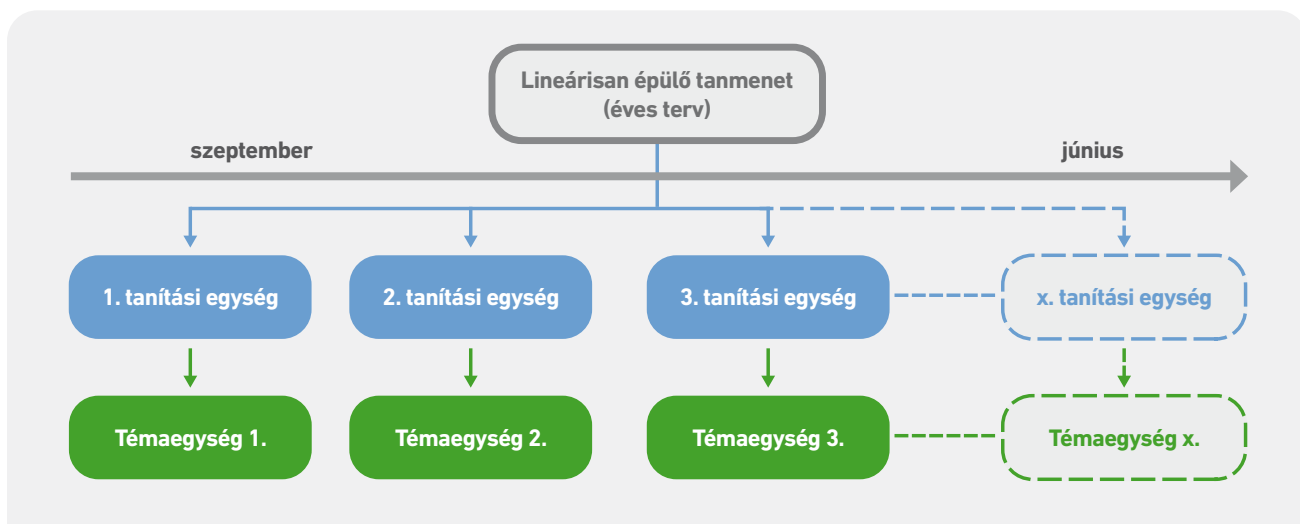 Lineárisan épülő tanmenet
(éves terv)
szeptember
június
1. tanítási egység
2. tanítási egység
3. tanítási egység
x. tanítási egység
Témaegység 1.
Témaegység 2.
Témaegység 3.
Témaegység x.